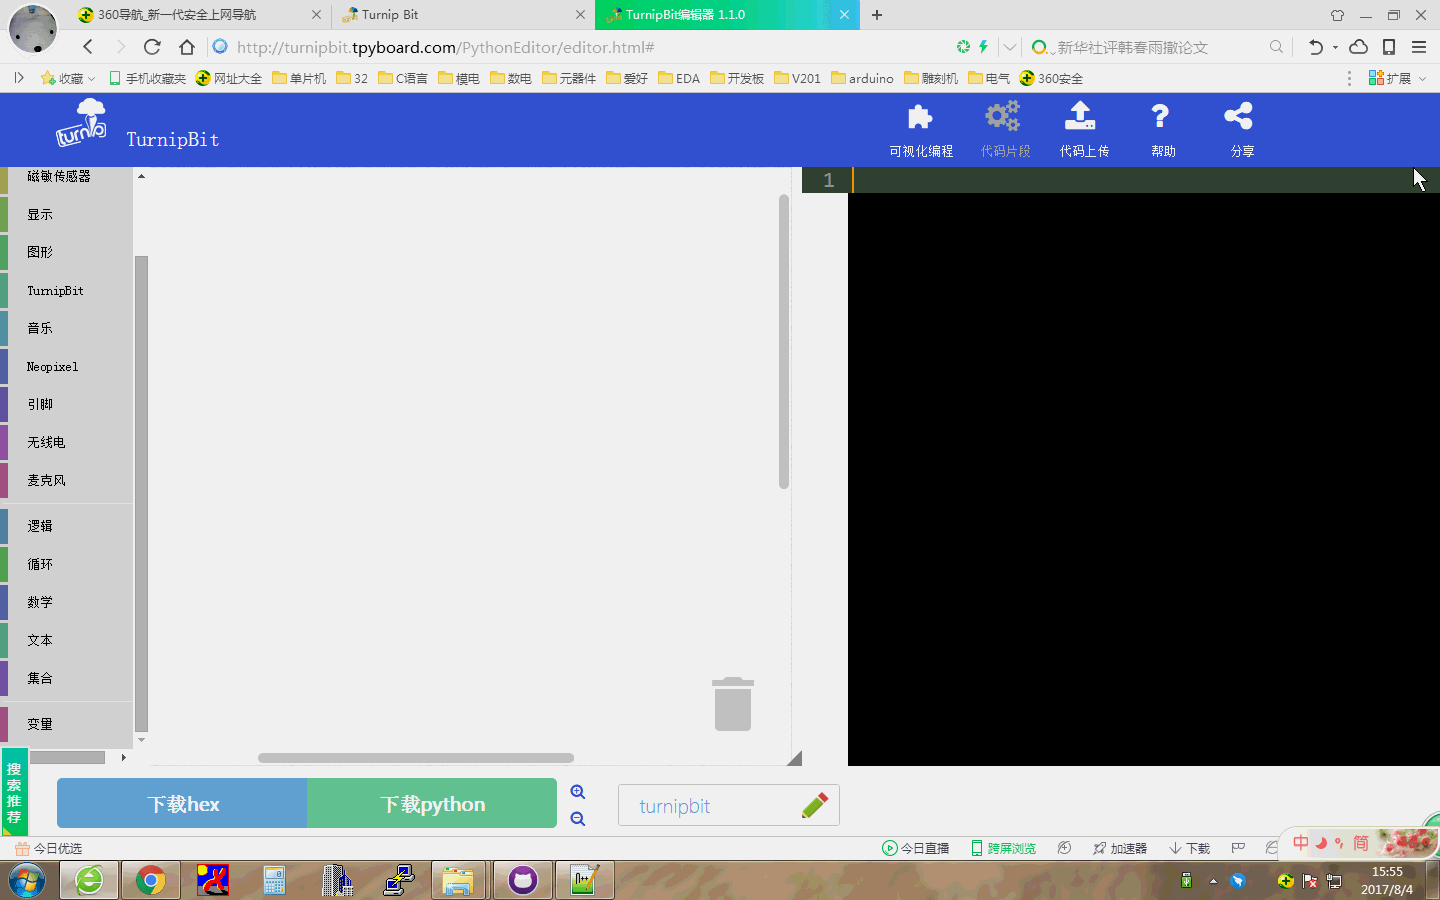 360导航_新一代安全上网导航
Turnip Bit
TurnipBit编辑器 1.1.0
http://turnipbit.tpyboard.com/PythonEditor/editor.html#
新华社评韩春雨撤论文
收藏
手机收藏夹
网址大全
单片机
32
C语言
模电
数电
元器件
爱好
EDA
开发板
V201
arduino
雕刻机
电气
360安全
扩展
turnip
TurnipBit
可视化编程
代码片段
代码上传
帮助
分享
磁敏传感器
显示
图形
TurnipBit
音乐
Neopixel
引脚
无线电
麦克风
逻辑
循环
数学
文本
集合
变量
1
搜索推荐
下载hex
下载python
turnipbit
今日优选
今日直播
跨屏浏览
加速器
下载
中
简
15:55
2017/8/4